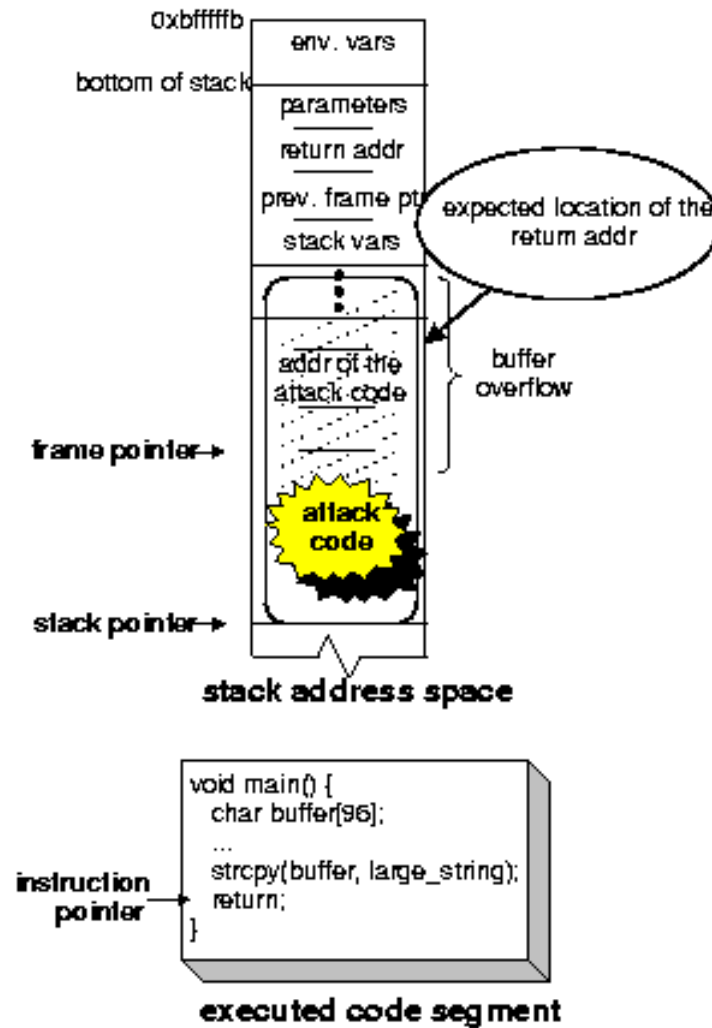 0xbfffffb
env. vars
bottom of stack
parameters
return addr
prev. frame ptr
stack vars
expected location of the
return addr
addr of the
attack code
buffer
overflow
frame pointer
attack
code
stack pointer
stack address space
void main() {
char buffer[96];
...
strcpy(buffer, large_string);
instruction
pointer
return;
}
executed code segment